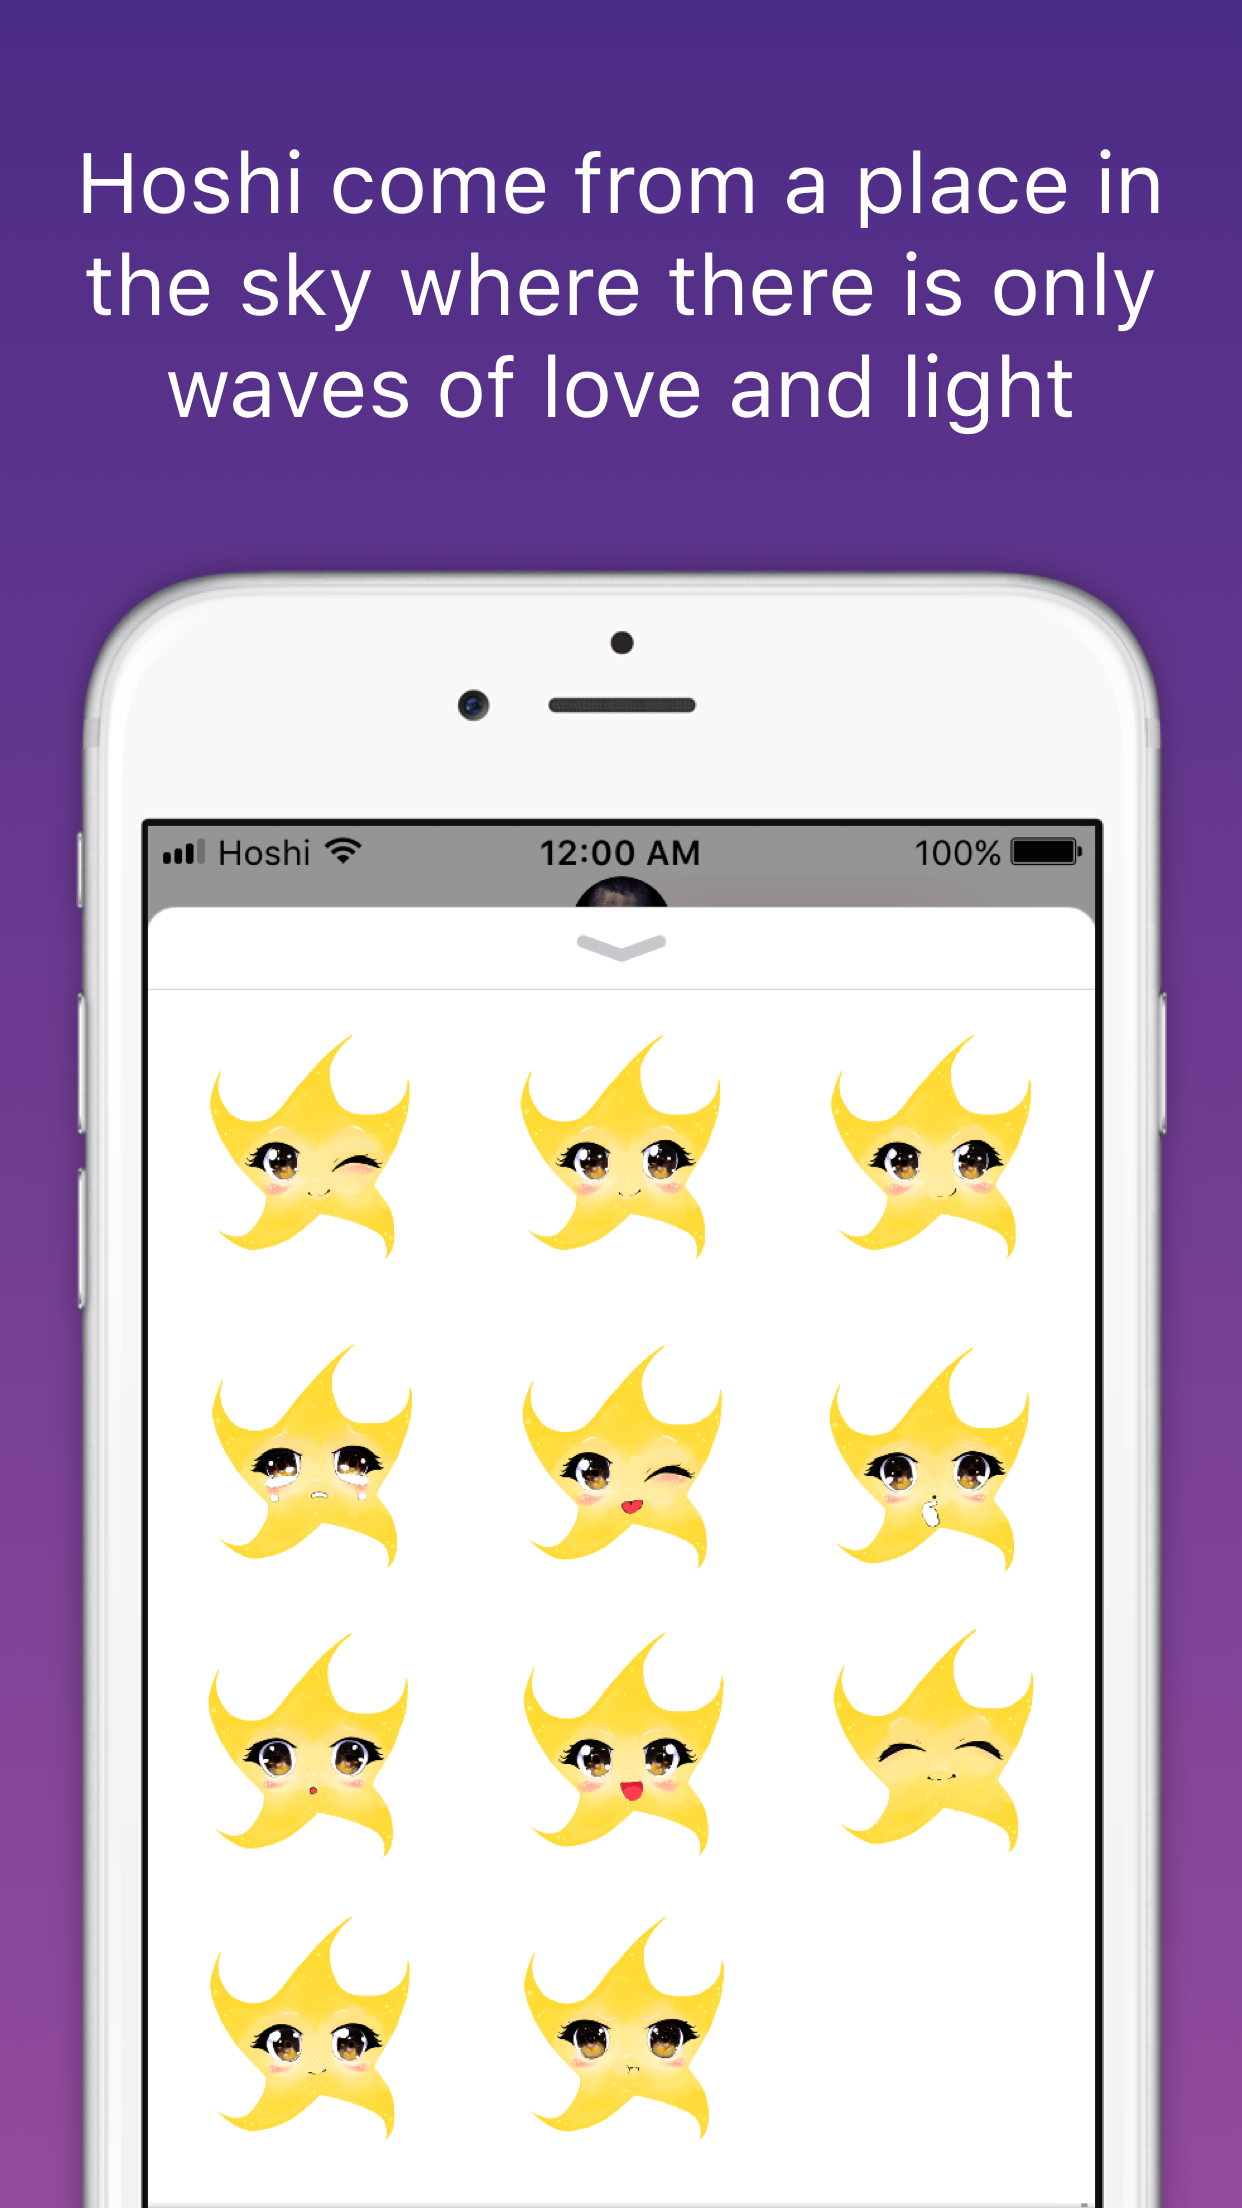 Hoshi come from a place in
the sky where there is only
waves of love and light
Hoshi 12:00 AM 100%